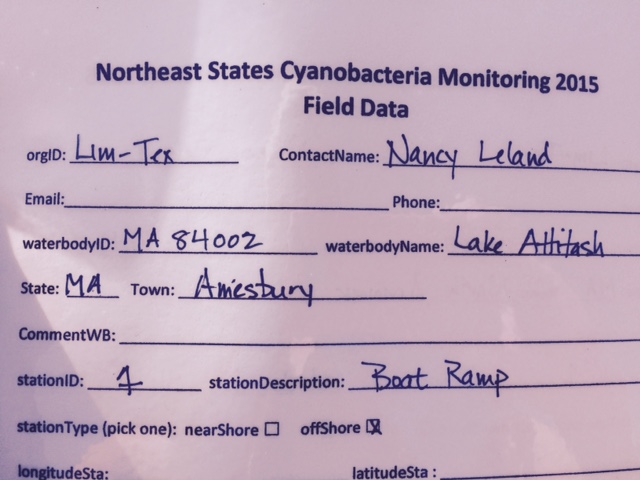 Northeast States Cyanobacteria Monitoring 2015
Field Data
orgID: Lim-Tex ContactName: Nancy Leland
Email: Phone:
waterbodyID: MA 84002 waterbodyName: Lake Attitash
State: MA Town: Amesbury
CommentWB:
stationID: 1 stationDescription: Boat Ramp
stationType (pick one): nearShore ☐ offShore ☒
longitudeSta: latitudeSta :